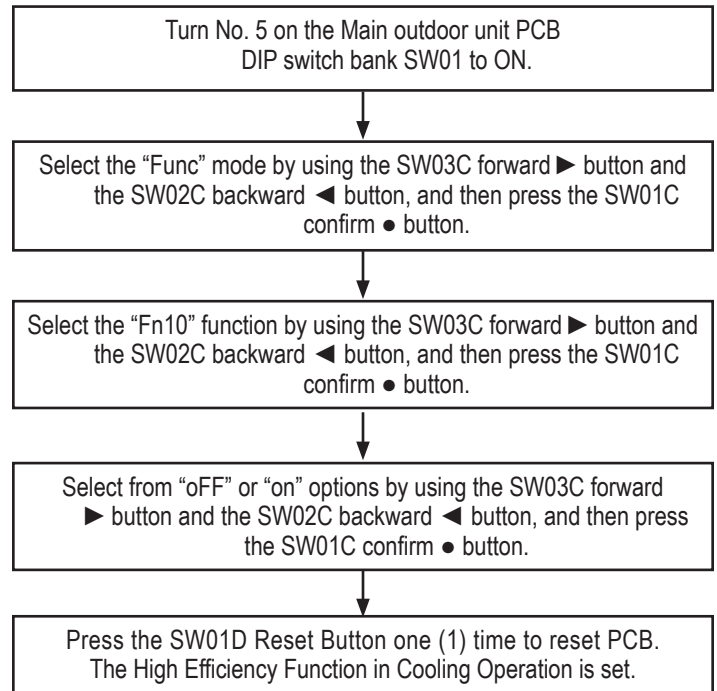 Turn No. 5 on the Main outdoor unit PCB
DIP switch bank SW01 to ON.
Select the “Func” mode by using the SW03C forward ► button and
the SW02C backward ◄ button, and then press the SW01C
confirm ● button.
Select the “Fn10” function by using the SW03C forward ► button and
the SW02C backward ◄ button, and then press the SW01C
confirm ● button.
Select from “oFF” or “on” options by using the SW03C forward
► button and the SW02C backward ◄ button, and then press
the SW01C confirm ● button.
Press the SW01D Reset Button one (1) time to reset PCB.
The High Efficiency Function in Cooling Operation is set.